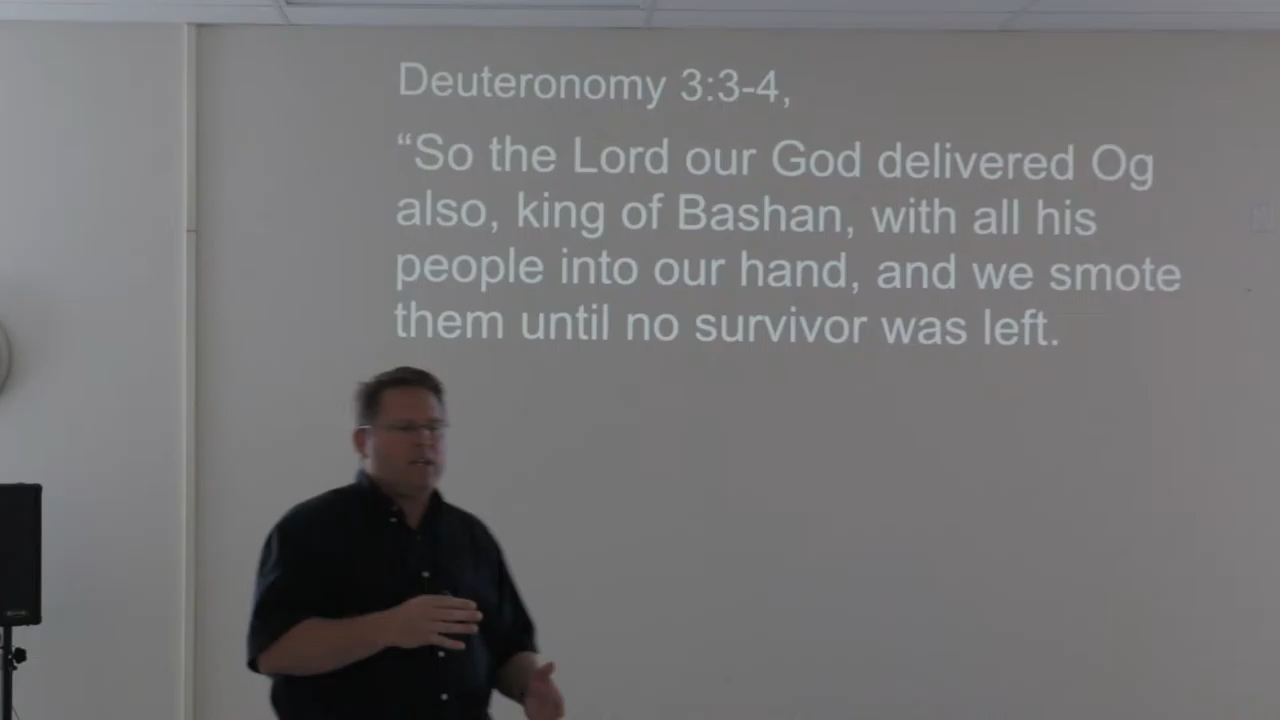 Deuteronomy 3:3-4,
“So the Lord our God delivered Og
also, king of Bashan, with all his
people into our hand, and we smote
them until no survivor was left.